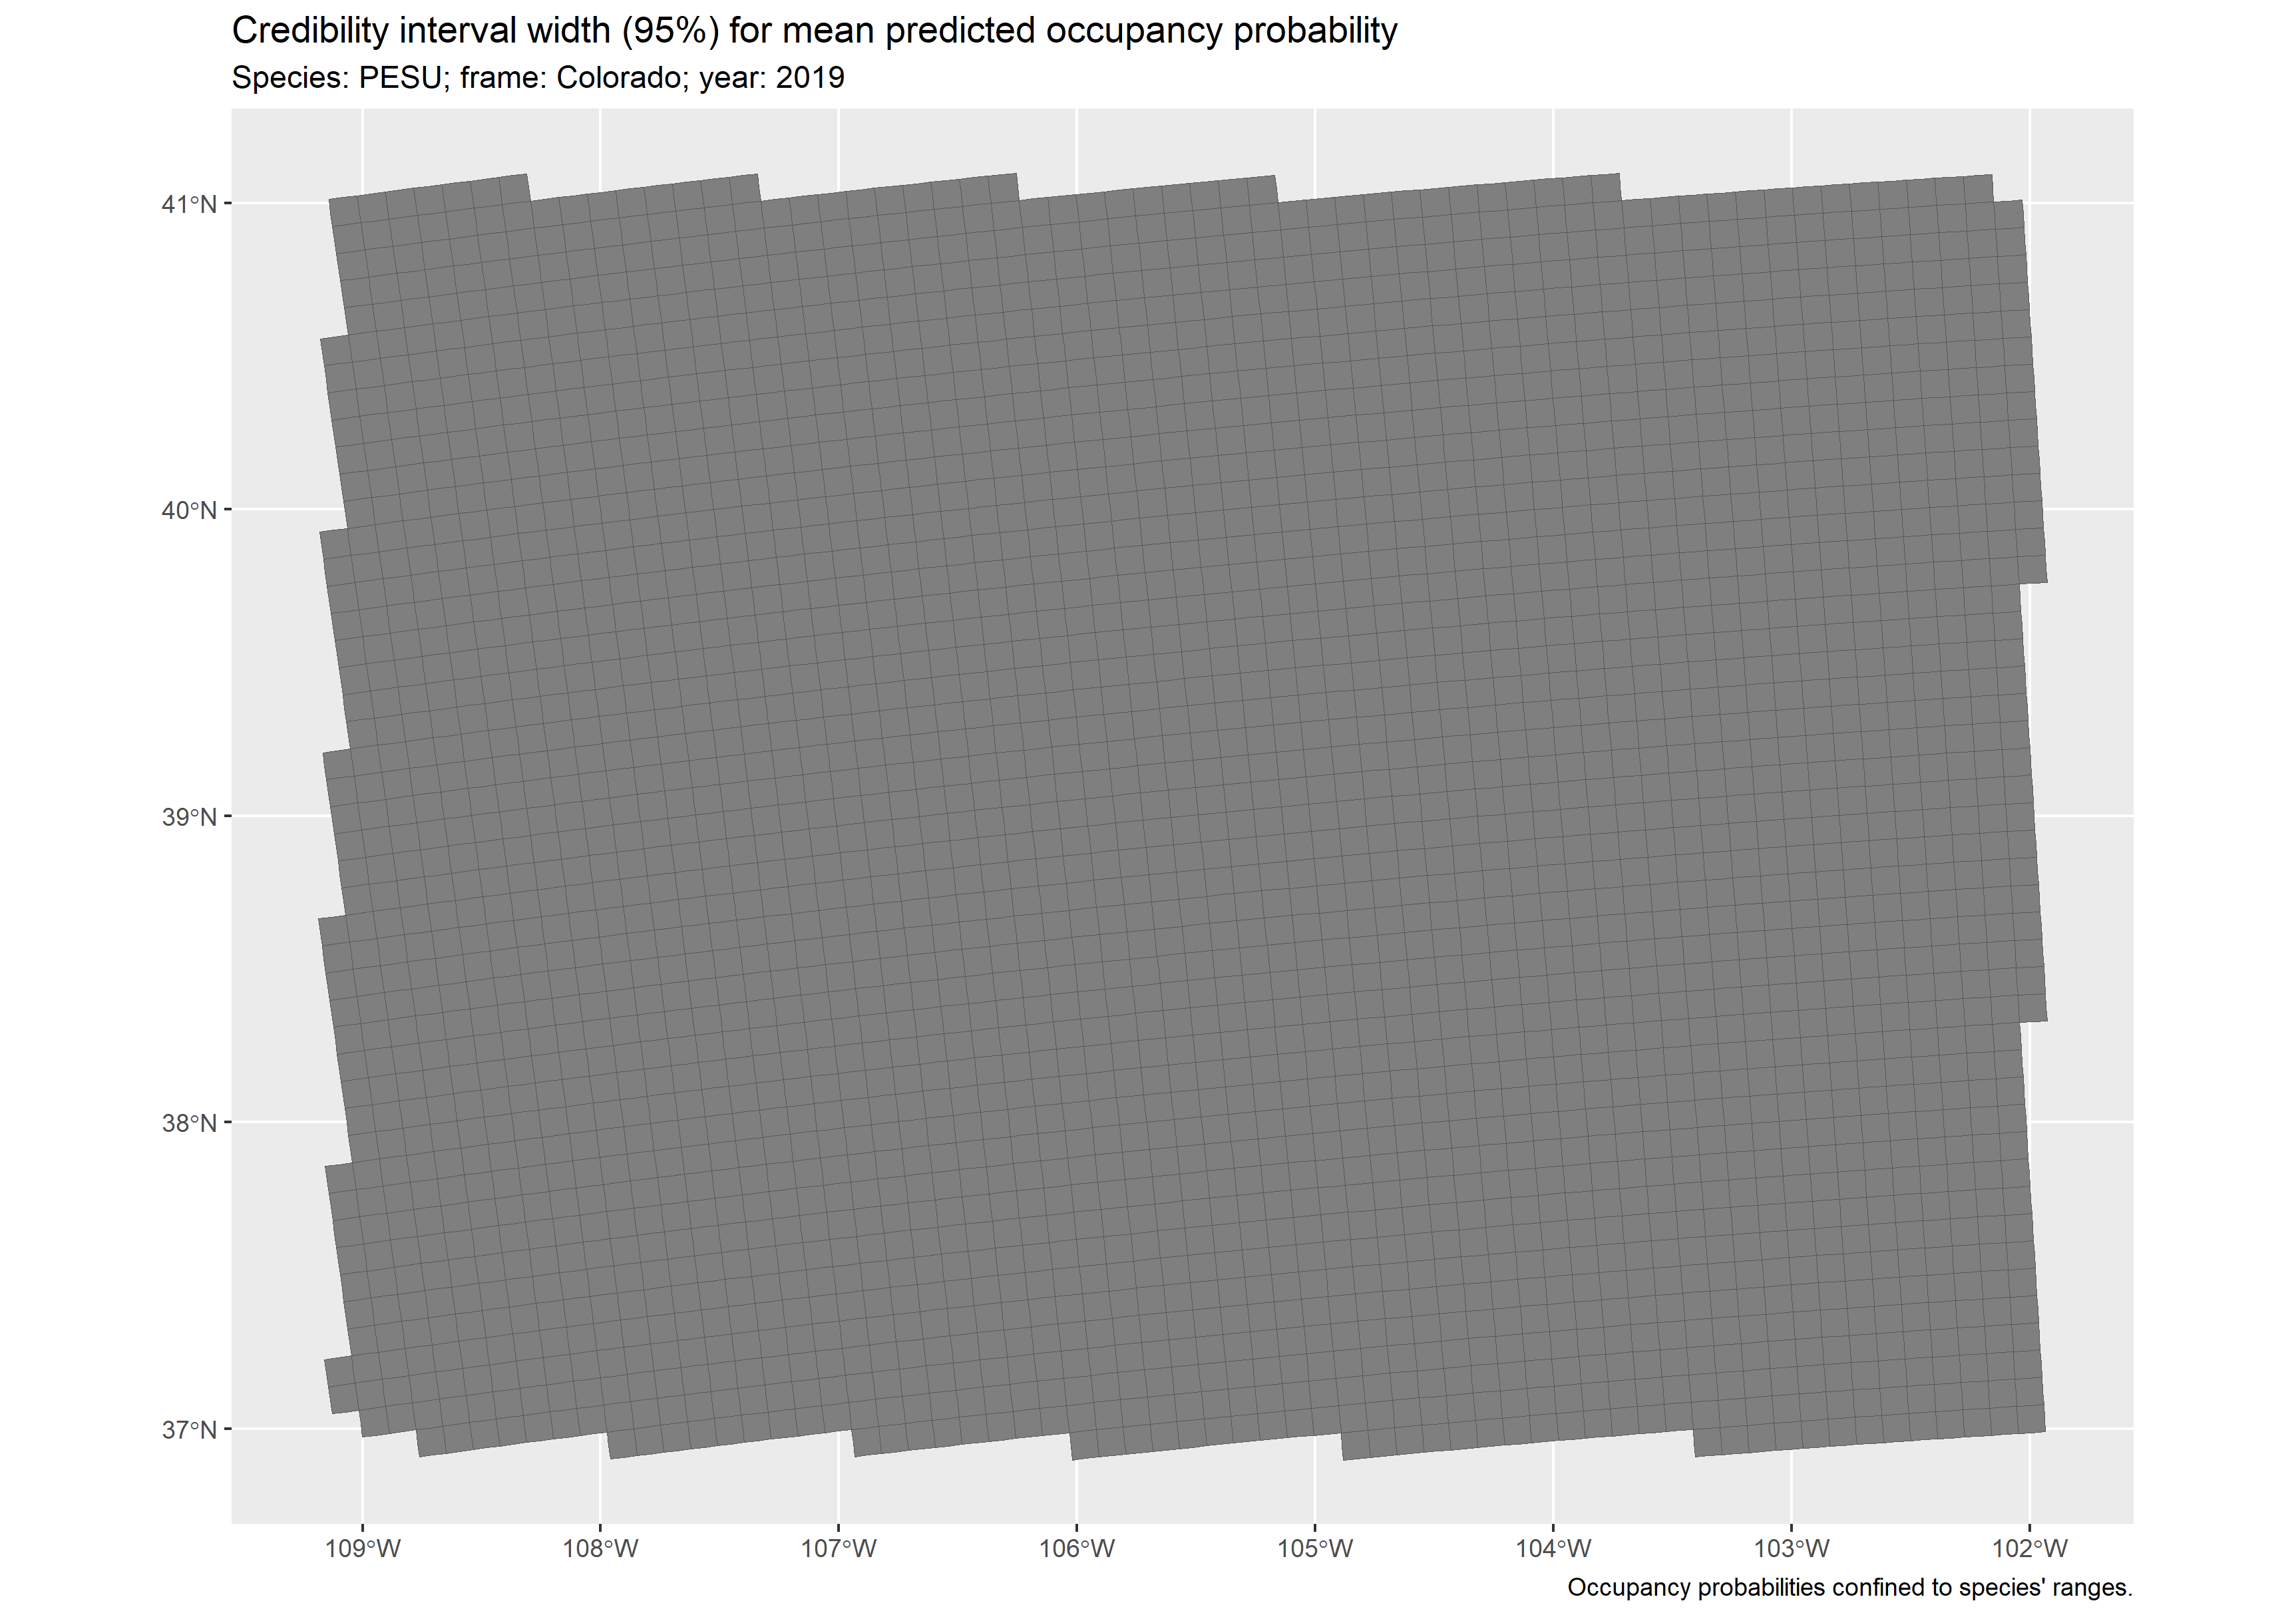 Credibility interval width (95%) for mean predicted occupancy probability
Species: PESU; frame: Colorado; year: 2019
41°N
40°N
39°N
38°N
37°N
109°W 108°W 107°W 106°W 105°W 104°W 103°W 102°W
Occupancy probabilities confined to species' ranges.